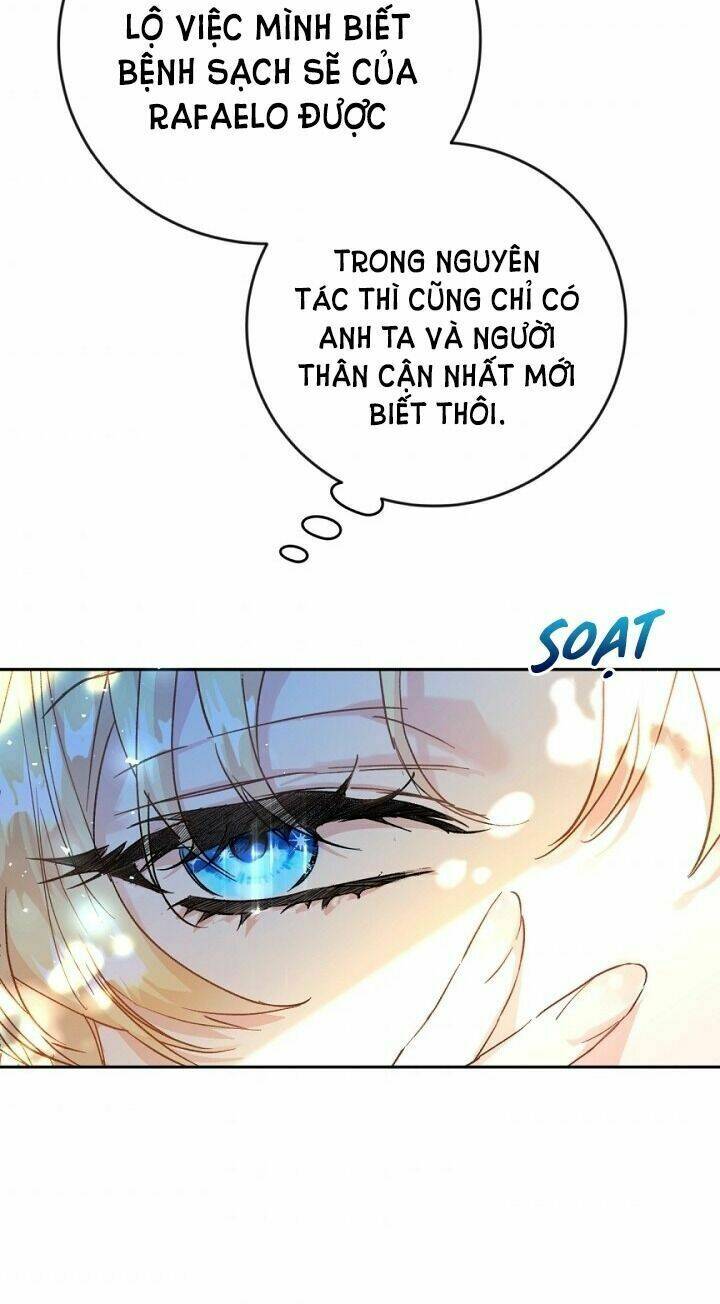 LỘ VIỆC MÌNH BIẾT
BỆNH SẠCH SẼ CỦA
RAFAELO ĐƯỢC
TRONG NGUYÊN
TÁC THÌ CŨNG CHỈ CÓ
ANH TA VÀ NGƯỜI
THÂN CẬN NHẤT MỚI
BIẾT THÔI.
SOẠT